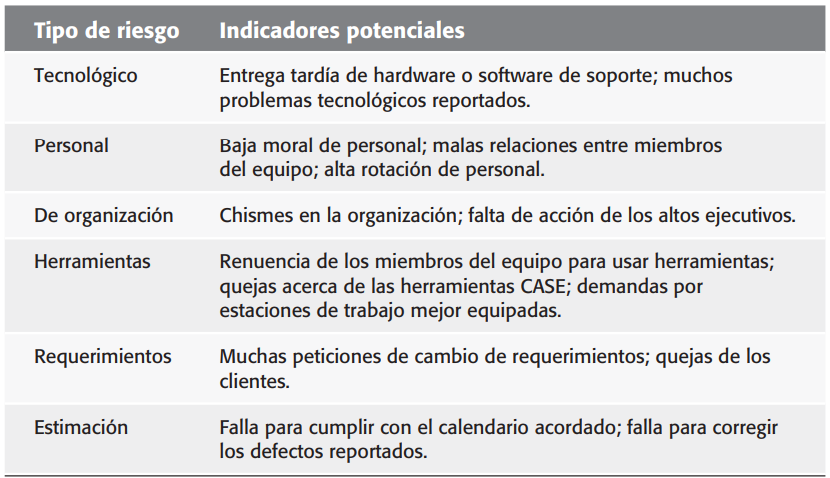 Tipo de riesgo Indicadores potenciales
Tecnológico Entrega tardía de hardware o software de soporte; muchos
problemas tecnológicos reportados.
Personal Baja moral de personal; malas relaciones entre miembros
del equipo; alta rotación de personal.
De organización Chismes en la organización; falta de acción de los altos ejecutivos.
Herramientas Renuencia de los miembros del equipo para usar herramientas;
quejas acerca de las herramientas CASE; demandas por
estaciones de trabajo mejor equipadas.
Requerimientos Muchas peticiones de cambio de requerimientos; quejas de los
clientes.
Estimación Falla para cumplir con el calendario acordado; falla para corregir
los defectos reportados.